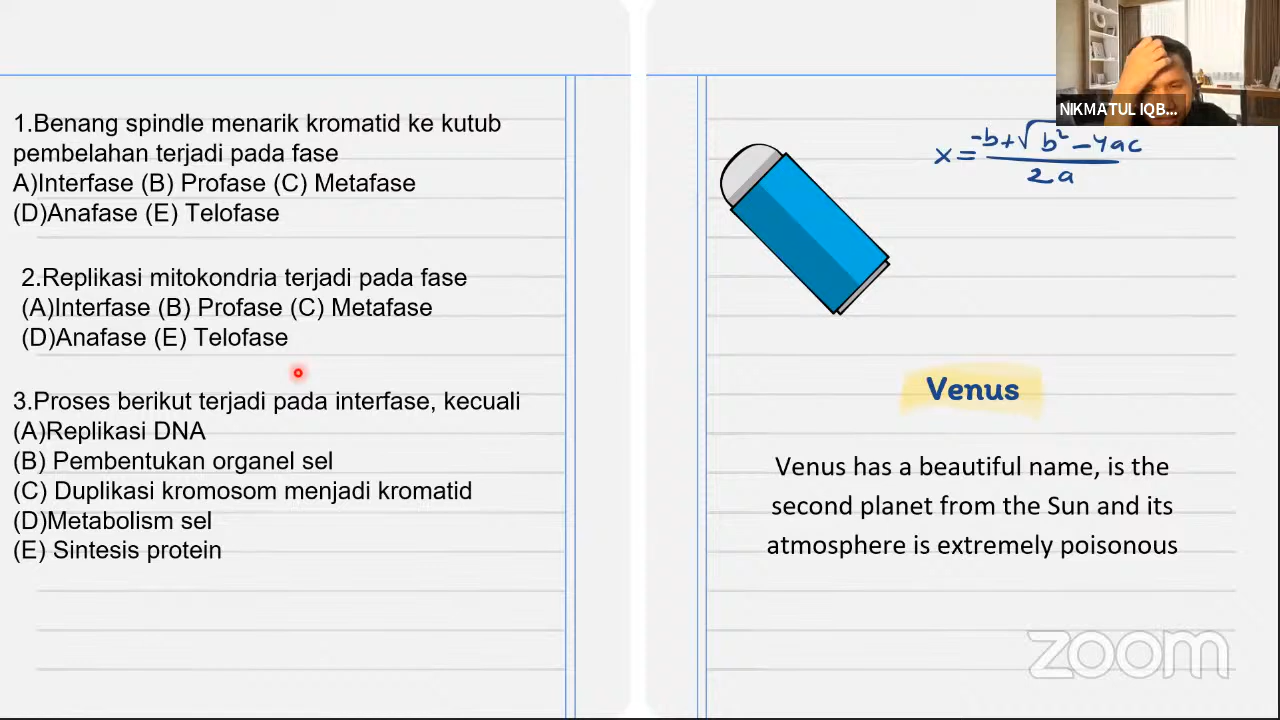 1.Benang spindle menarik kromatid ke kutub
pembelahan terjadi pada fase
A)Interfase (B) Profase (C) Metafase
(D)Anafase (E) Telofase
2.Replikasi mitokondria terjadi pada fase
(A)Interfase (B) Profase (C) Metafase
(D)Anafase (E) Telofase
3.Proses berikut terjadi pada interfase, kecuali
(A)Replikasi DNA
(B) Pembentukan organel sel
(C) Duplikasi kromosom menjadi kromatid
(D)Metabolism sel
(E) Sintesis protein
NIKMATUL IQB...
x = -b+√b²-4ac
2a
Venus
Venus has a beautiful name, is the
second planet from the Sun and its
atmosphere is extremely poisonous
zoom